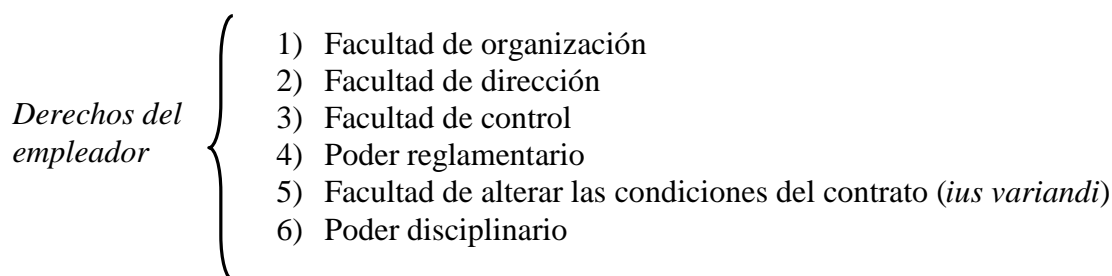 Derechos del
empleador
1) Facultad de organización
2) Facultad de dirección
3) Facultad de control
4) Poder reglamentario
5) Facultad de alterar las condiciones del contrato (ius variandi)
6) Poder disciplinario